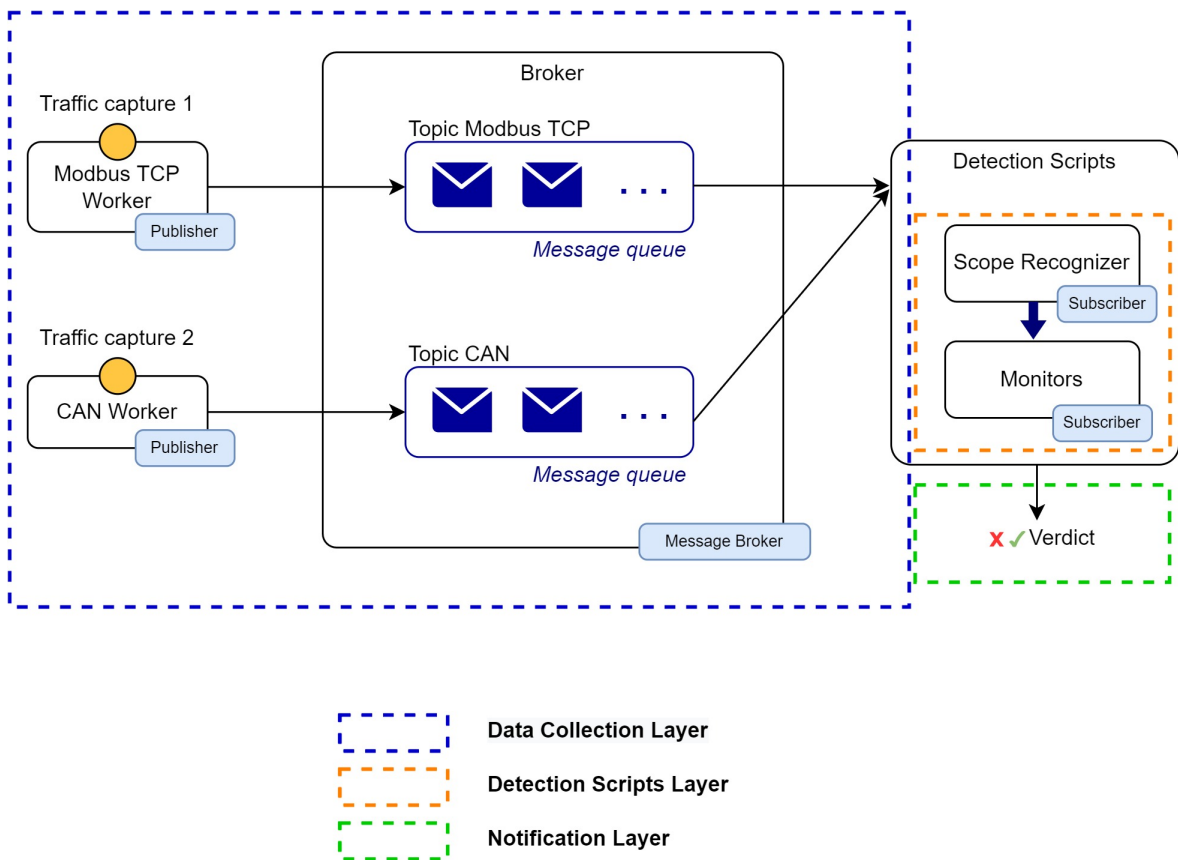 Broker
Traffic capture 1
Modbus TCP
Worker
Publisher
Topic Modbus TCP
. . .
Message queue
Detection Scripts
Scope Recognizer
Subscriber
Monitors
Subscriber
Traffic capture 2
CAN Worker
Publisher
Topic CAN
. . .
Message queue
Message Broker
Verdict
Data Collection Layer
Detection Scripts Layer
Notification Layer